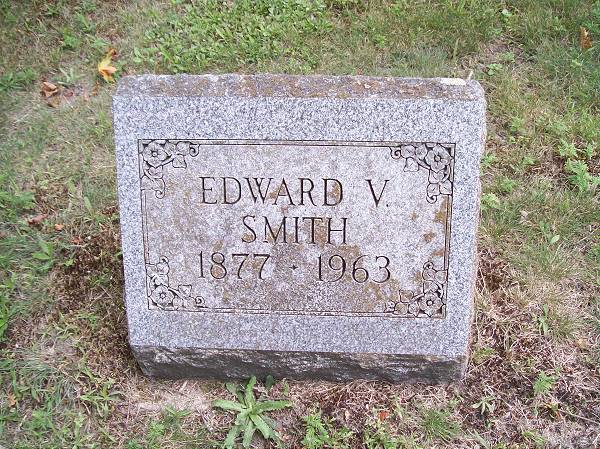 EDWARD V.
SMITH
1877 · 1963